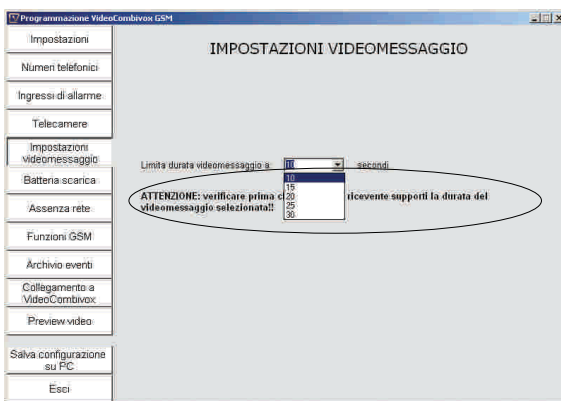 Programmazione VideoCombivox GSM
Impostazioni
Numeri telefonici
Ingressi di allarme
Telecamere
Impostazioni
videomessaggio
Batteria scarica
Assenza rete
Funzioni GSM
Archivio eventi
Collegamento a
VideoCombivox
Preview video
Salva configurazione
su PC
Esci
IMPOSTAZIONI VIDEOMESSAGGIO
Limita durata videomessaggio a 10 secondi
10
15
20
25
30
ATTENZIONE: verificare prima ricevente supporti la durata del
videomessaggio selezionata!!